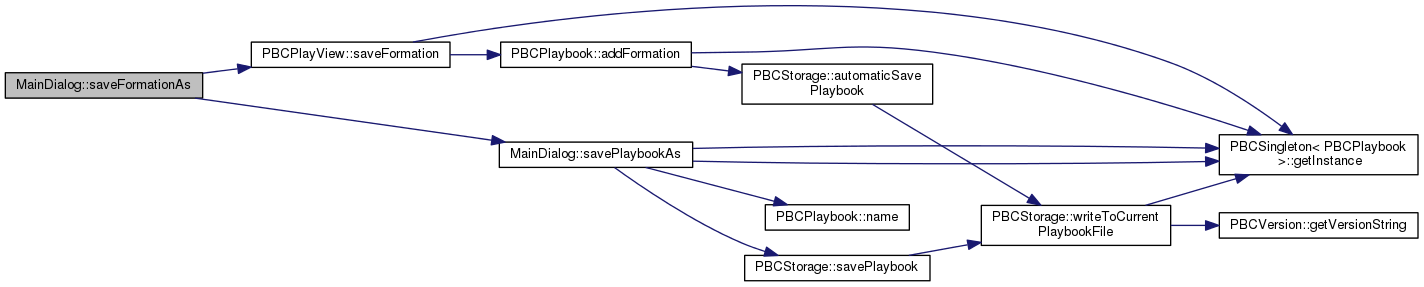 MainDialog::saveFormationAs
PBCPlayView::saveFormation
PBCPlaybook::addFormation
PBCStorage::automaticSave
Playbook
PBCSingleton< PBCPlaybook
>::getInstance
MainDialog::savePlaybookAs
PBCPlaybook::name
PBCStorage::writeToCurrent
PlaybookFile
PBCVersion::getVersionString
PBCStorage::savePlaybook